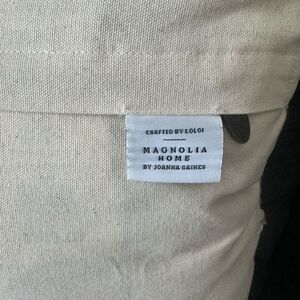 CRAFTED BY LOLOI
MAGNOLIA
HOME
BY JOANNA GAINES